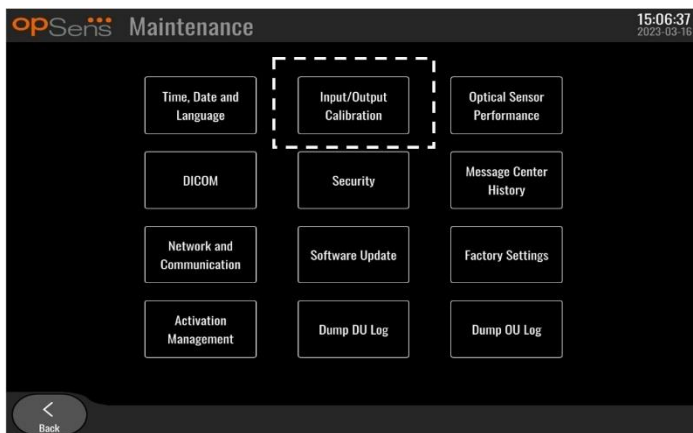 opSens Maintenance
15:06:37
2023-03-16
Time, Date and
Language
Input/Output
Calibration
Optical Sensor
Performance
DICOM
Security
Message Center
History
Network and
Communication
Software Update
Factory Settings
Activation
Management
Dump DU Log
Dump OU Log
Back